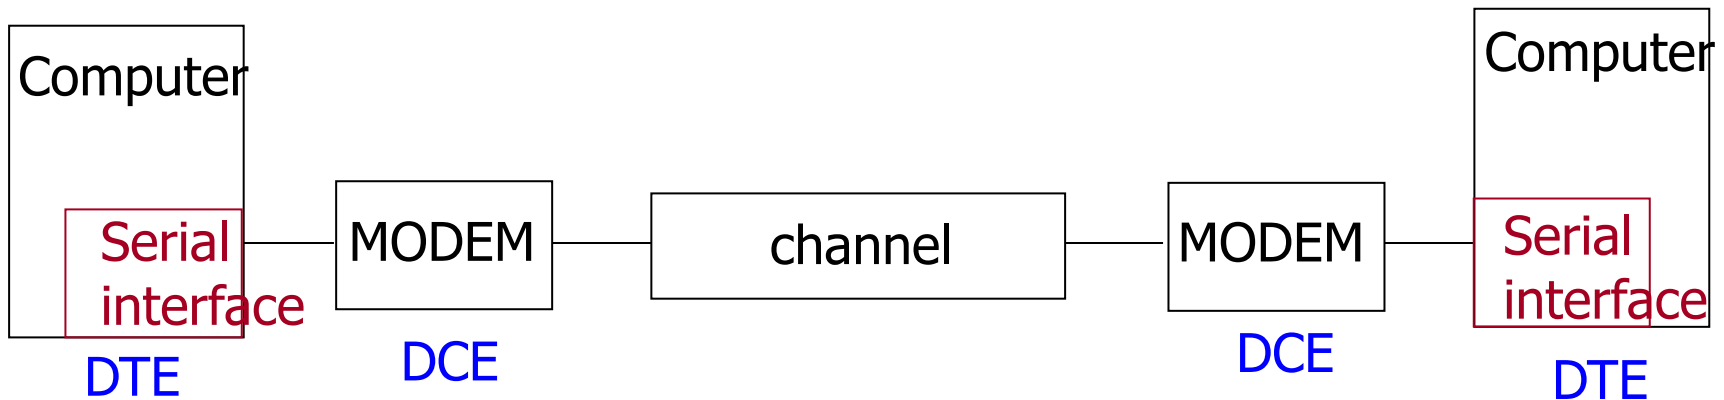 Computer
Serial
interface
DTE
MODEM
DCE
channel
MODEM
DCE
Computer
Serial
interface
DTE